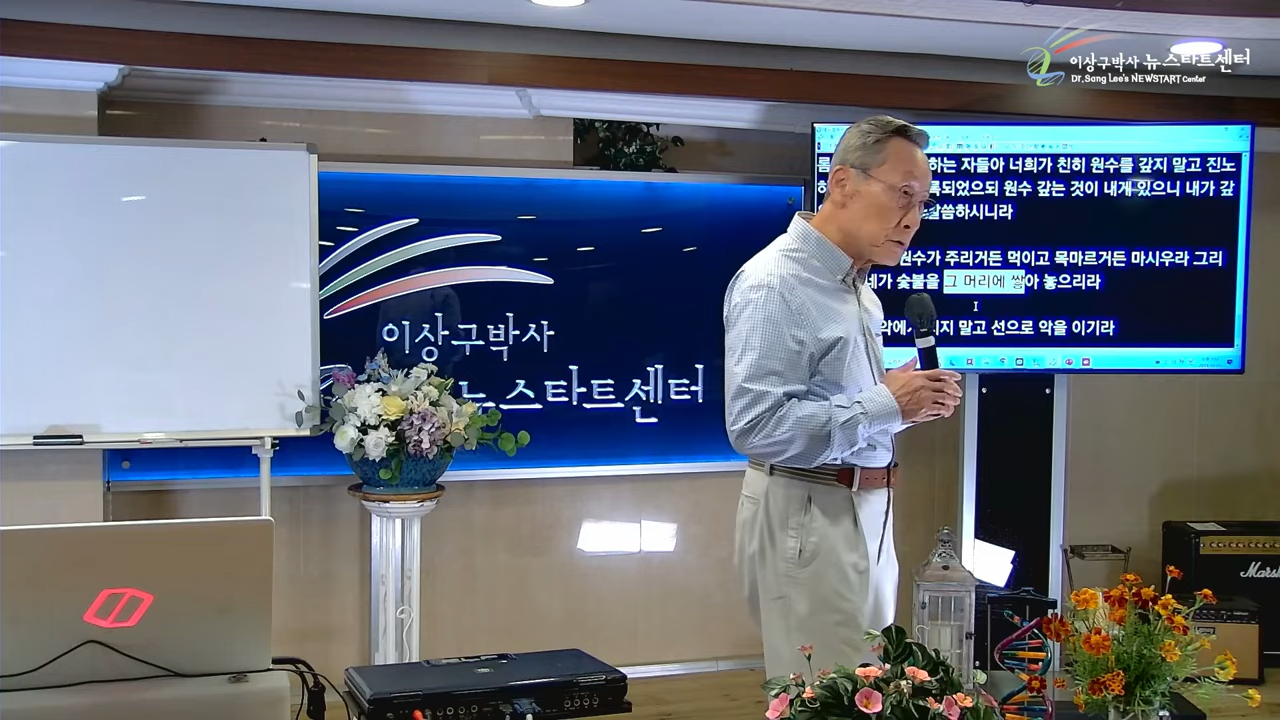 이상구박사 뉴스타트센터
Dr. Sang Lee's NEWSTART Center
하는 자들아 너희가 친히 원수를 갚지 말고 진노
록되었으되 원수 갚는 것이 내게 있으니 내가 갚
말씀하시니라
원수가 주리거든 먹이고 목마르거든 마시우라 그리
네가 숯불을 그 머리에 쌓아 놓으리라
악에 지 말고 선으로 악을 이기라
이상구박사
뉴스타트센터
Marsh